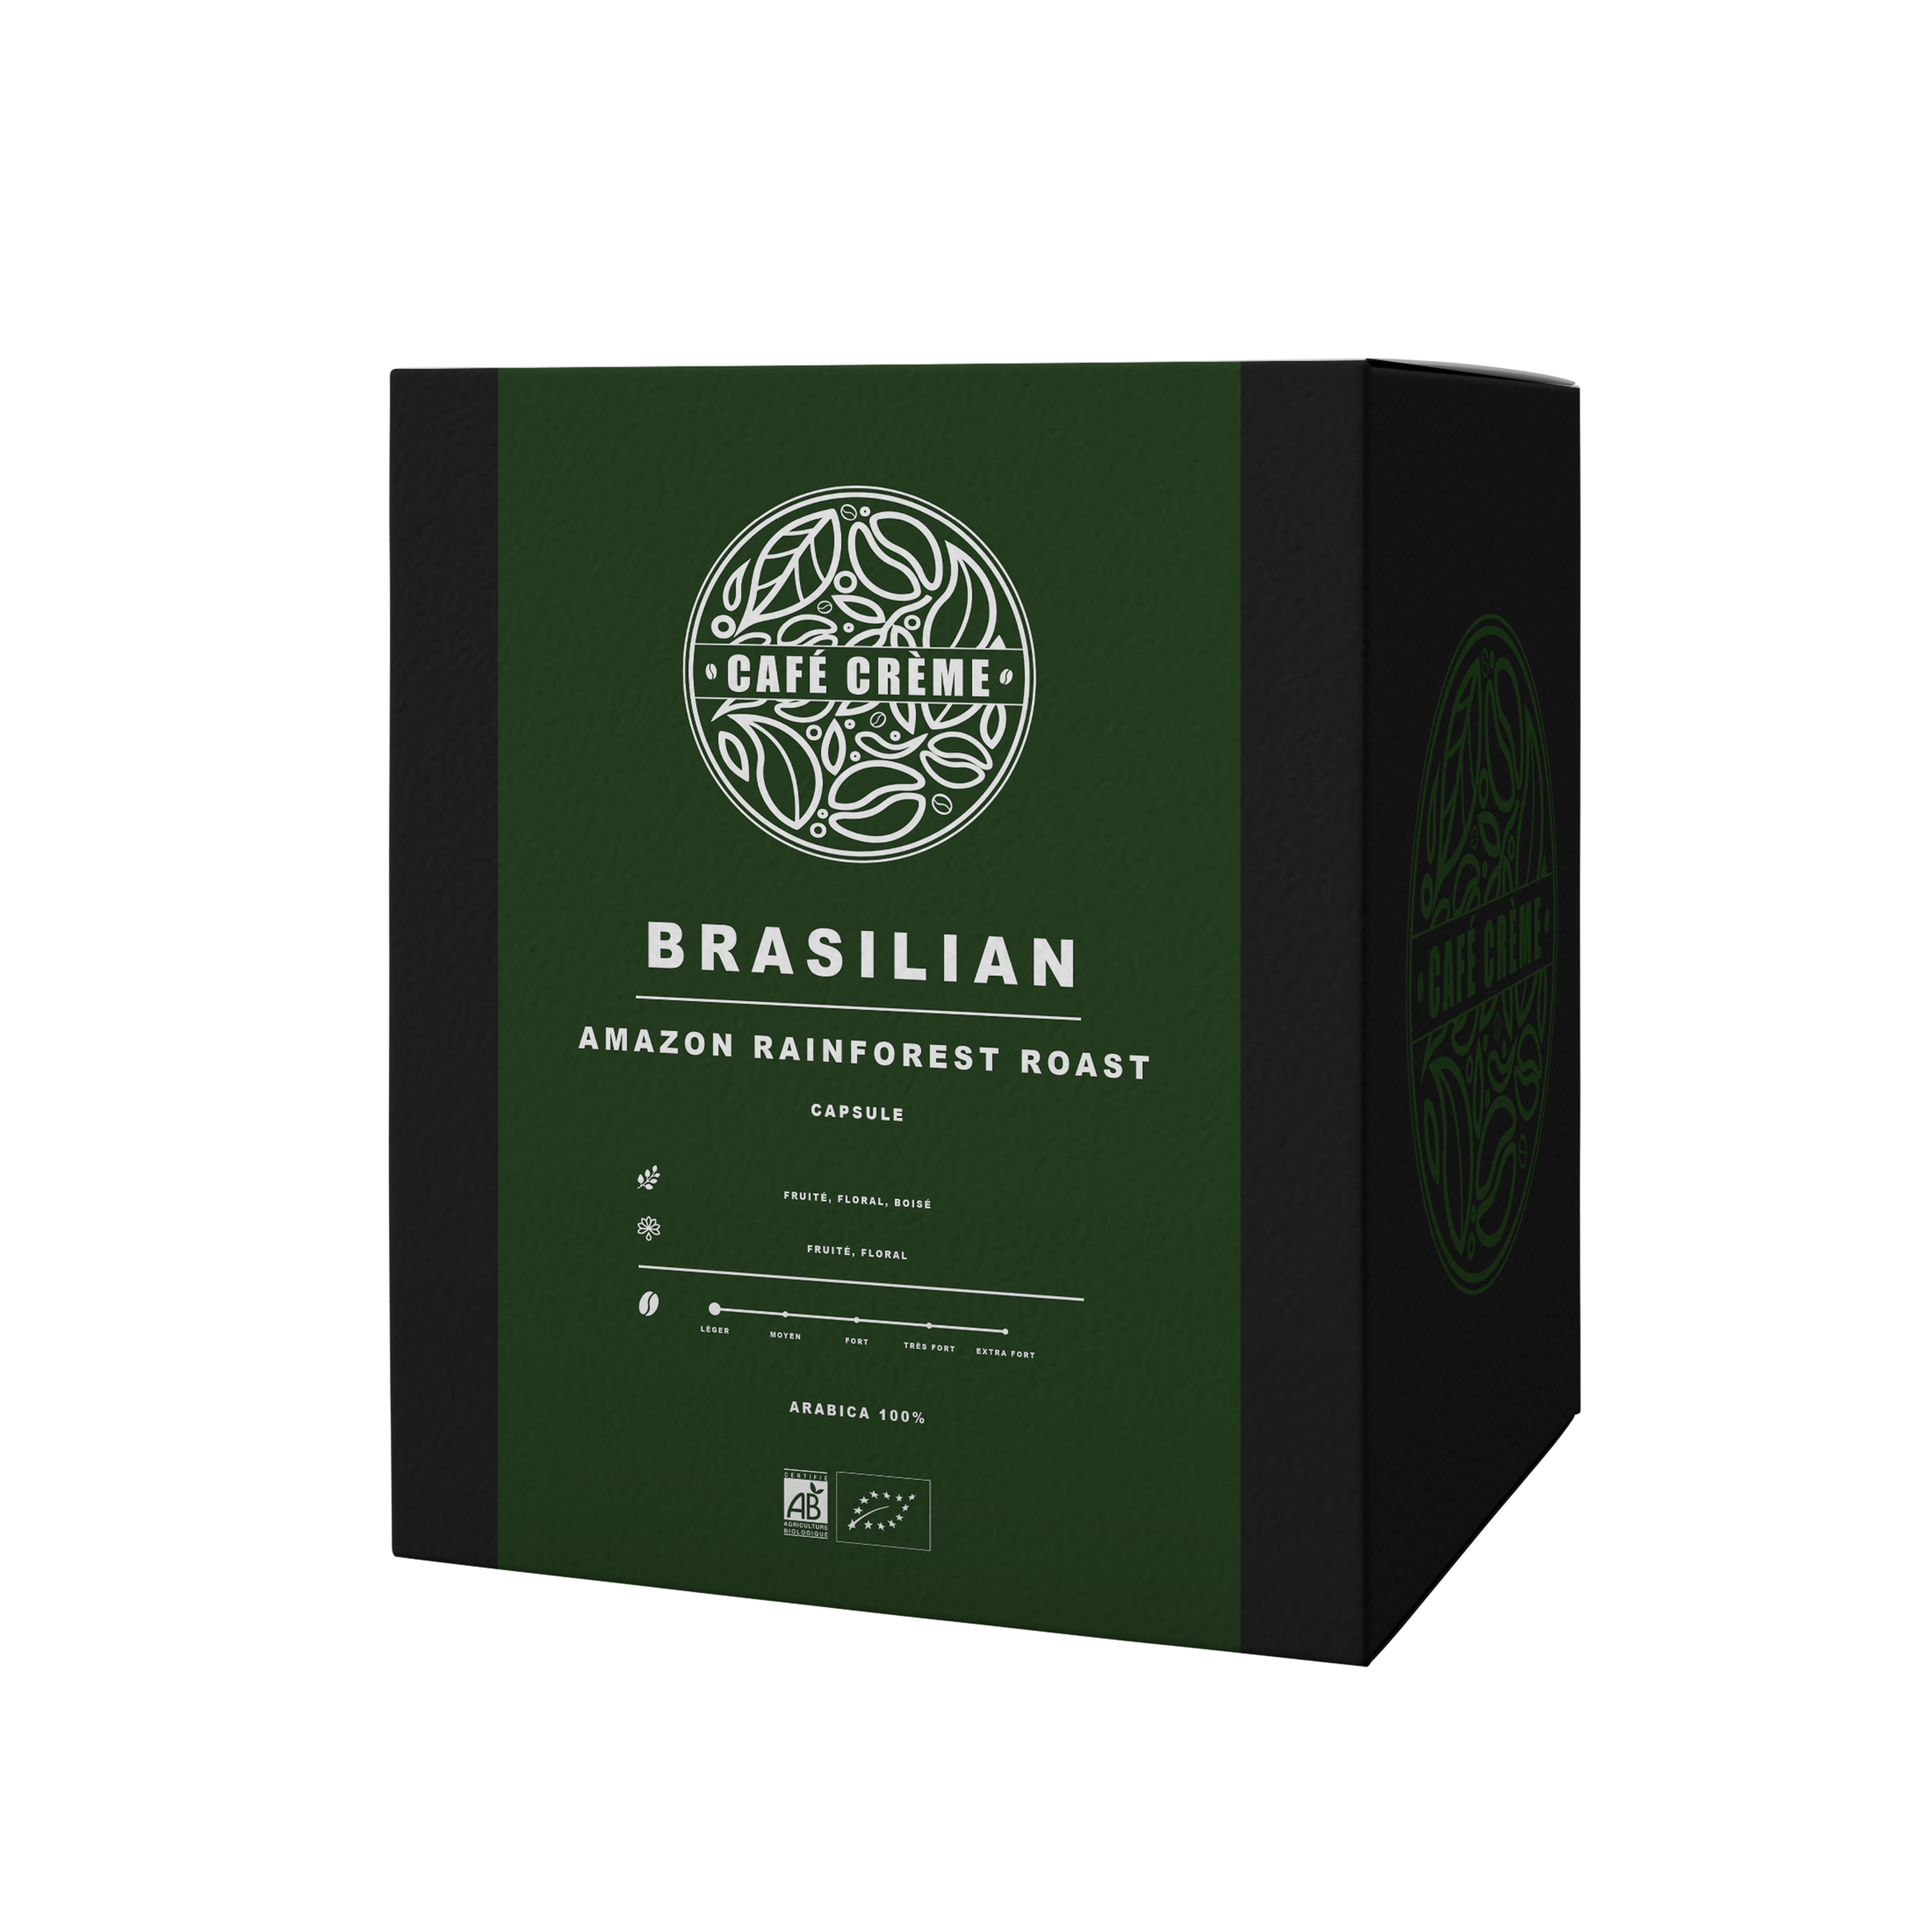 CAFÉ CRÈME
BRASILIAN
AMAZON RAINFOREST ROAST
CAPSULE
FRUITÉ, FLORAL, BOISÉ
FRUITÉ, FLORAL
LÉGER
MOYEN
FORT
TRÈS FORT
EXTRA FORT
ARABICA 100%
CERTIFIÉ
AB
AGRICULTURE
BIOLOGIQUE
CAFÉ CRÈME